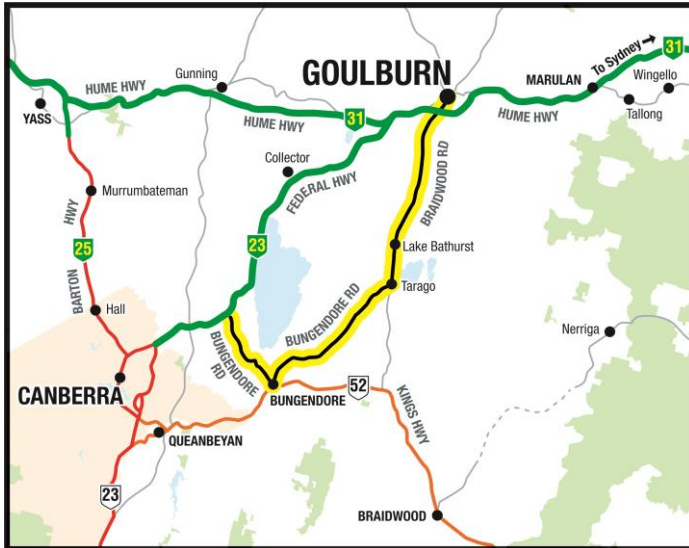 To Sydney
31
GOULBURN
MARULAN
Wingello
Gunning
HUME HWY
YASS
HUME HWY
31
HUME HWY
Tallong
Collector
FEDERAL HWY
BRAIDWOOD RD
Murrumbateman
HWY
25
BARTON
23
Lake Bathurst
Tarago
Hall
BUNGENDORE RD
BUNGENDORE
RD
Nerriga
CANBERRA
BUNGENDORE
52
KINGS HWY
QUEANBEYAN
23
BRAIDWOOD